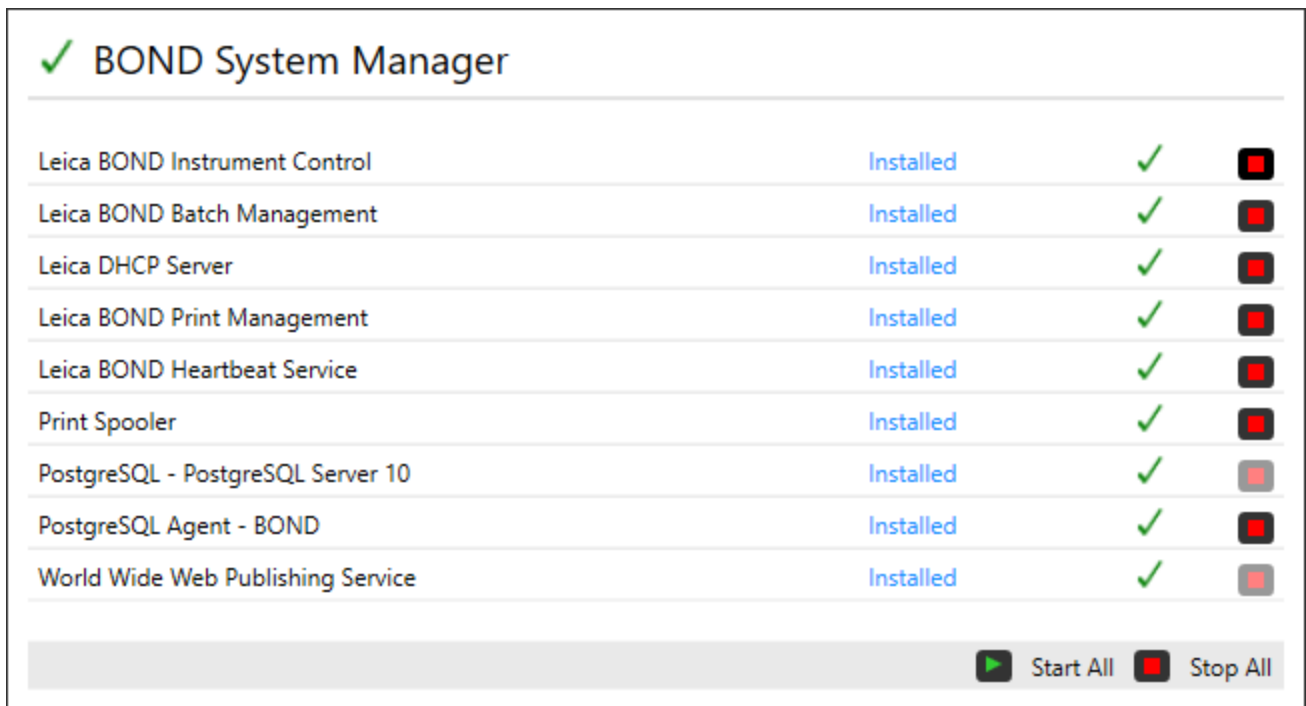 BOND System Manager
Leica BOND Instrument Control Installed
Leica BOND Batch Management Installed
Leica DHCP Server Installed
Leica BOND Print Management Installed
Leica BOND Heartbeat Service Installed
Print Spooler Installed
PostgreSQL - PostgreSQL Server 10 Installed
PostgreSQL Agent - BOND Installed
World Wide Web Publishing Service Installed
Start All Stop All